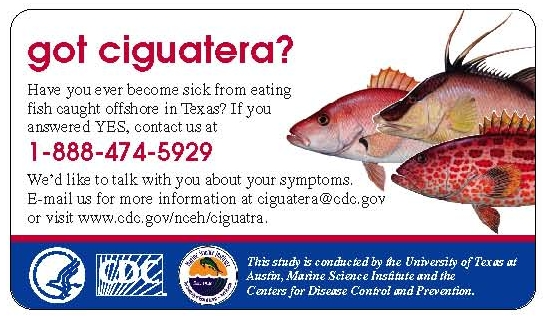 got ciguatera?
Have you ever become sick from eating
fish caught offshore in Texas? If you
answered YES, contact us at
1-888-474-5929
We'd like to talk with you about your symptoms.
E-mail us for more information at ciguatera@cdc.gov
or visit www.cdc.gov/nceh/ciguatra.
CDC
This study is conducted by the University of Texas at
Austin, Marine Science Institute and the
Centers for Disease Control and Prevention.